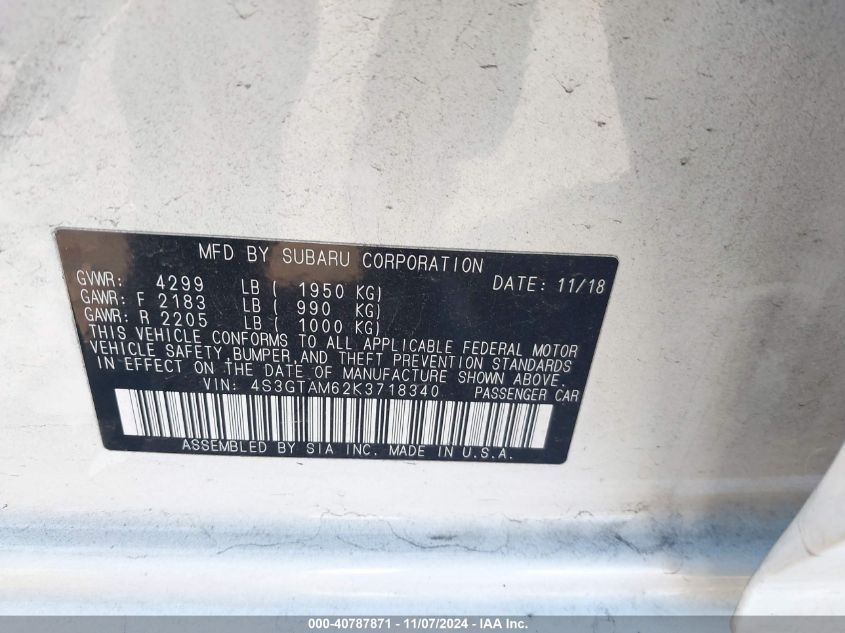 MFD BY SUBARU CORPORATION
GVWR: 4299 LB ( 1950 KG) DATE: 11/18
GAWR: F 2183 LB ( 990 KG)
GAWR: R 2205 LB ( 1000 KG)
THIS VEHICLE CONFORMS TO ALL APPLICABLE FEDERAL MOTOR
VEHICLE SAFETY, BUMPER, AND THEFT PREVENTION STANDARDS
IN EFFECT ON THE DATE OF MANUFACTURE SHOWN ABOVE.
VIN: 4S3GTAM62K3718340 PASSENGER CAR
ASSEMBLED BY SIA INC. MADE IN U.S.A.
000-40787871 - 11/07/2024 - IAA Inc.